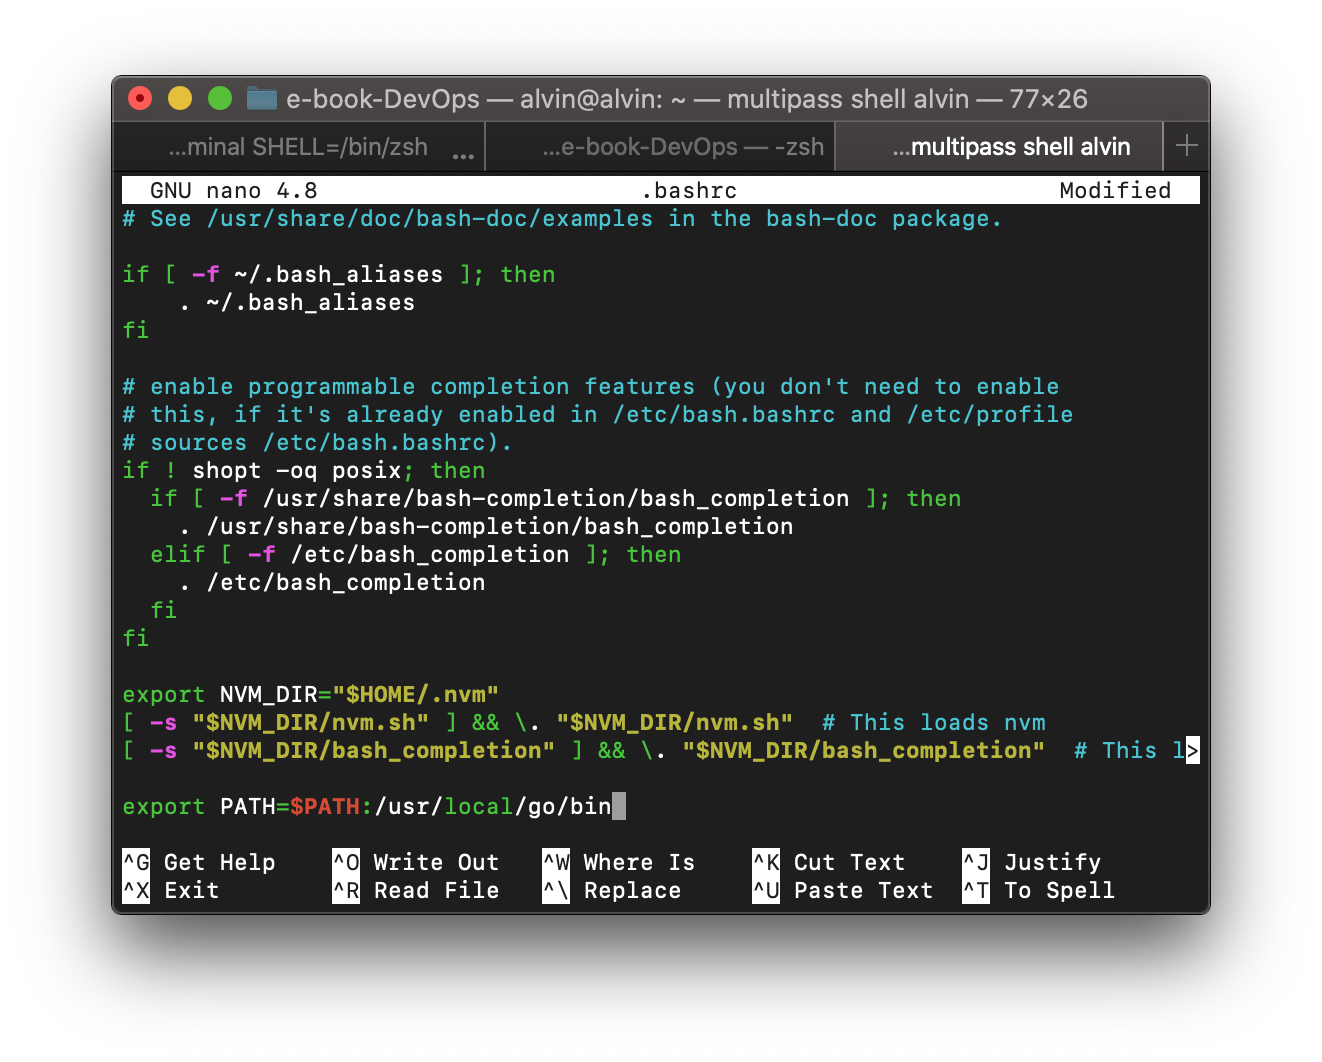 e-book-DevOps — alvin@alvin: ~ — multipass shell alvin — 77×26
...minal SHELL=/bin/zsh ... ...e-book-DevOps — -zsh ...multipass shell alvin +
GNU nano 4.8 .bashrc Modified
# See /usr/share/doc/bash-doc/examples in the bash-doc package.
if [ -f ~/.bash_aliases ]; then
. ~/.bash_aliases
fi
# enable programmable completion features (you don't need to enable
# this, if it's already enabled in /etc/bash.bashrc and /etc/profile
# sources /etc/bash.bashrc).
if ! shopt -oq posix; then
if [ -f /usr/share/bash-completion/bash_completion ]; then
. /usr/share/bash-completion/bash_completion
elif [ -f /etc/bash_completion ]; then
. /etc/bash_completion
fi
fi
export NVM_DIR="$HOME/.nvm"
[ -s "$NVM_DIR/nvm.sh" ] && \. "$NVM_DIR/nvm.sh"  # This loads nvm
[ -s "$NVM_DIR/bash_completion" ] && \. "$NVM_DIR/bash_completion"  # This l>
export PATH=$PATH:/usr/local/go/bin
^G Get Help ^O Write Out ^W Where Is ^K Cut Text ^J Justify
^X Exit ^R Read File ^\ Replace ^U Paste Text ^T To Spell